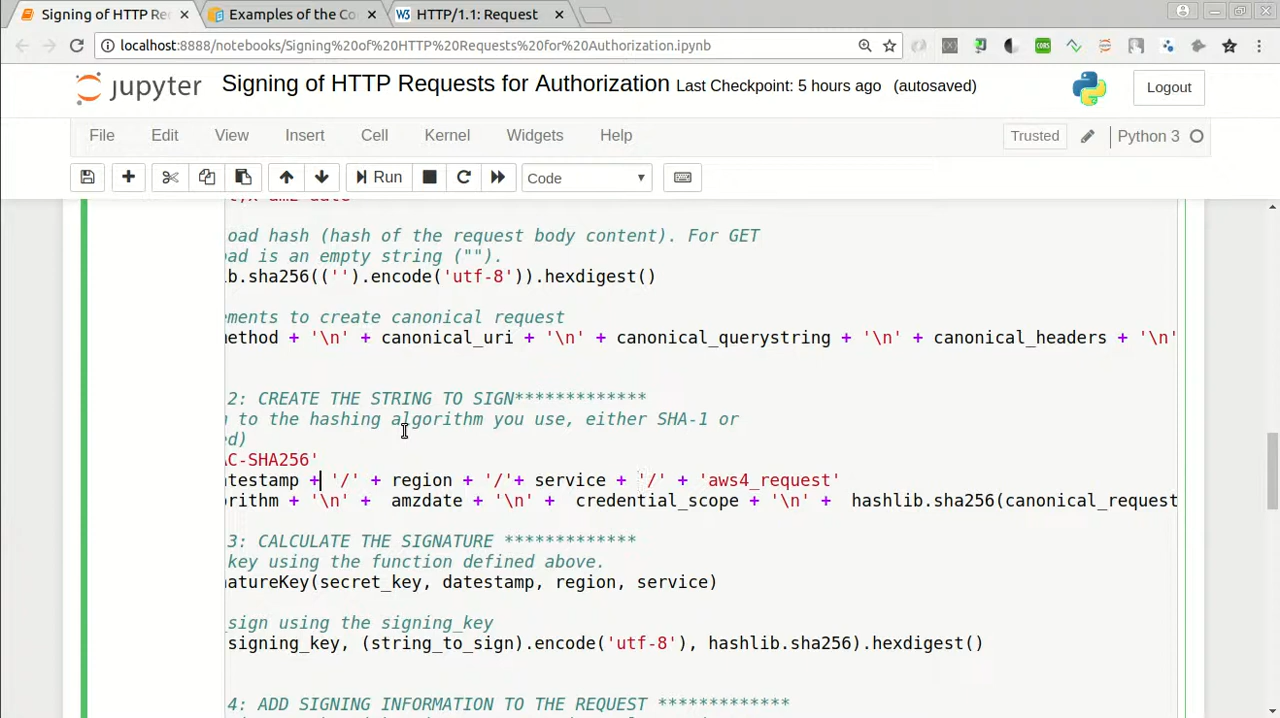 Signing of HTTP Re
Examples of the Co
W3 HTTP/1.1: Request
localhost:8888/notebooks/Signing%20of%20HTTP%20Requests%20for%20Authorization.ipynb
CORS
jupyter Signing of HTTP Requests for Authorization Last Checkpoint: 5 hours ago (autosaved) Logout
File Edit View Insert Cell Kernel Widgets Help Trusted Python 3
Run Code
oad hash (hash of the request body content). For GET
oad is an empty string ("").
ib.sha256(('').encode('utf-8')).hexdigest()
ements to create canonical request
method + '\n' + canonical_uri + '\n' + canonical_querystring + '\n' + canonical_headers + '\n'
2: CREATE THE STRING TO SIGN*************
to the hashing algorithm you use, either SHA-1 or
ed)
AC-SHA256'
atestamp + '/' + region + '/'+ service + '/' + 'aws4_request'
orithm + '\n' + amzdate + '\n' + credential_scope + '\n' + hashlib.sha256(canonical_request
3: CALCULATE THE SIGNATURE *************
key using the function defined above.
natureKey(secret_key, datestamp, region, service)
sign using the signing_key
signing_key, (string_to_sign).encode('utf-8'), hashlib.sha256).hexdigest()
4: ADD SIGNING INFORMATION TO THE REQUEST *************